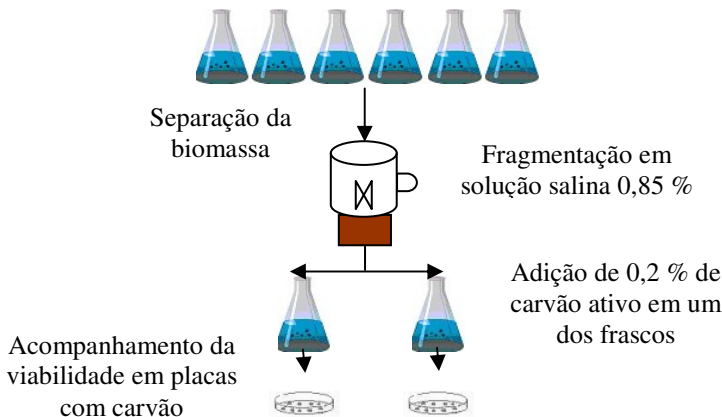 Separação da
biomassa
Fragmentação em
solução salina 0,85 %
Adição de 0,2 % de
carvão ativo em um
dos frascos
Acompanhamento da
viabilidade em placas
com carvão